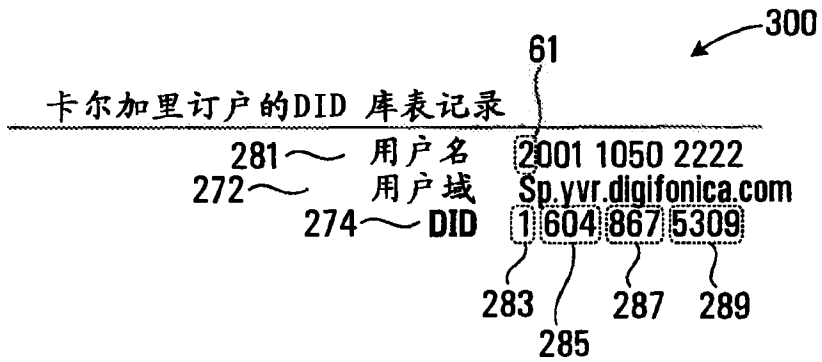 300
61
卡尔加里订户的DID 库表记录
281 用户名 2001 1050 2222
272 用户域 Sp.yvr.digifonica.com
274 DID 1 604 867 5309
283 285 287 289